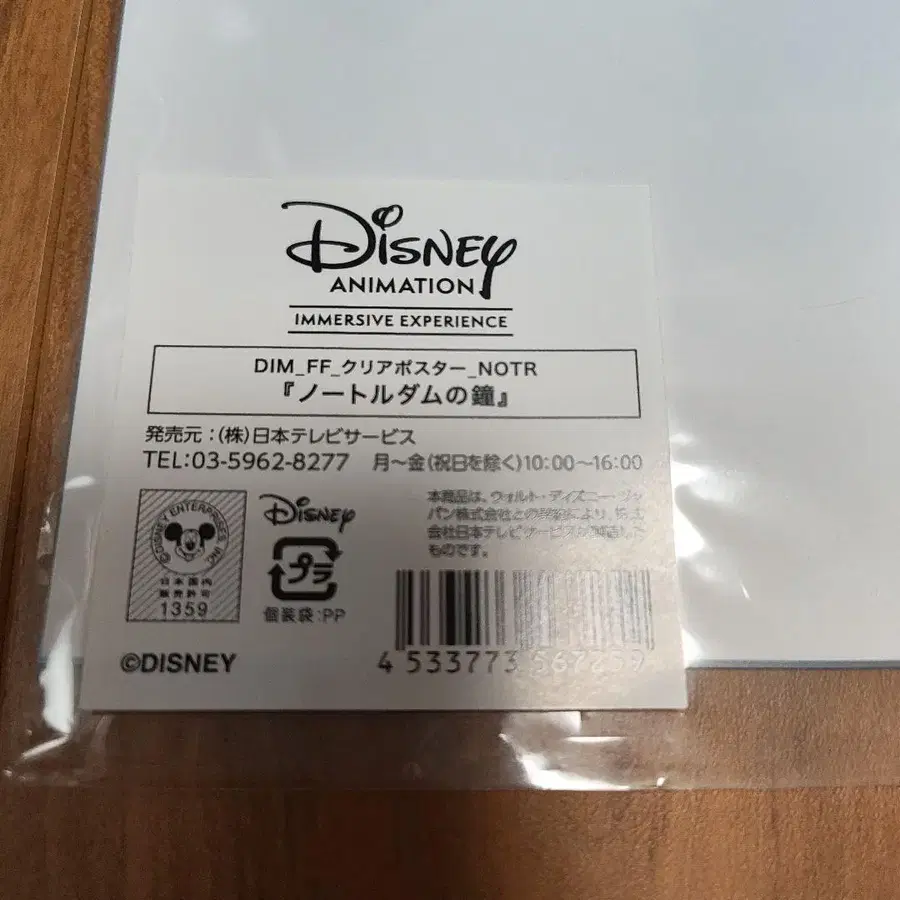 Disney
ANIMATION
IMMERSIVE EXPERIENCE
DIM_FF_クリアポスター_NOTR
『ノートルダムの鐘』
発売元:(株)日本テレビサービス
TEL:03-5962-8277 月〜金(祝日を除く)10:00〜16:00
©DISNEY ENTERPRISES INC.
日本国内
販売許可
1359
Disney
プラ
個装袋:PP
本商品は、ウォルト・ディズニー・ジャ
パン株式会社との契約により、株式
会社日本テレビサービスが製造した
ものです。
4 533773 567259
©DISNEY